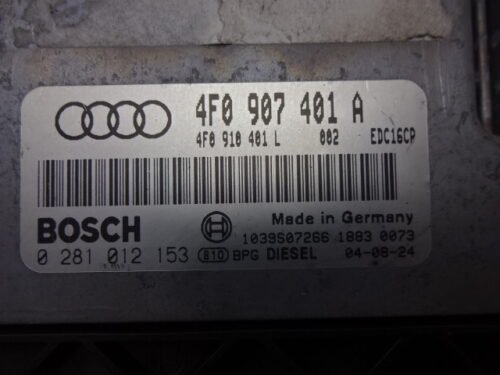 4F0 907 401 A
4F0 910 401 L 002 EDC16CP
BOSCH Made in Germany
0 281 012 153 810 BPG DIESEL 1039S07266 1883 0073
04-08-24